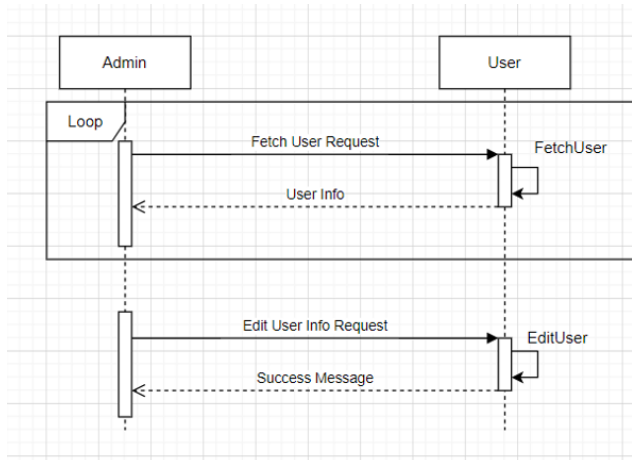 Admin
User
Loop
Fetch User Request
FetchUser
User Info
Edit User Info Request
EditUser
Success Message